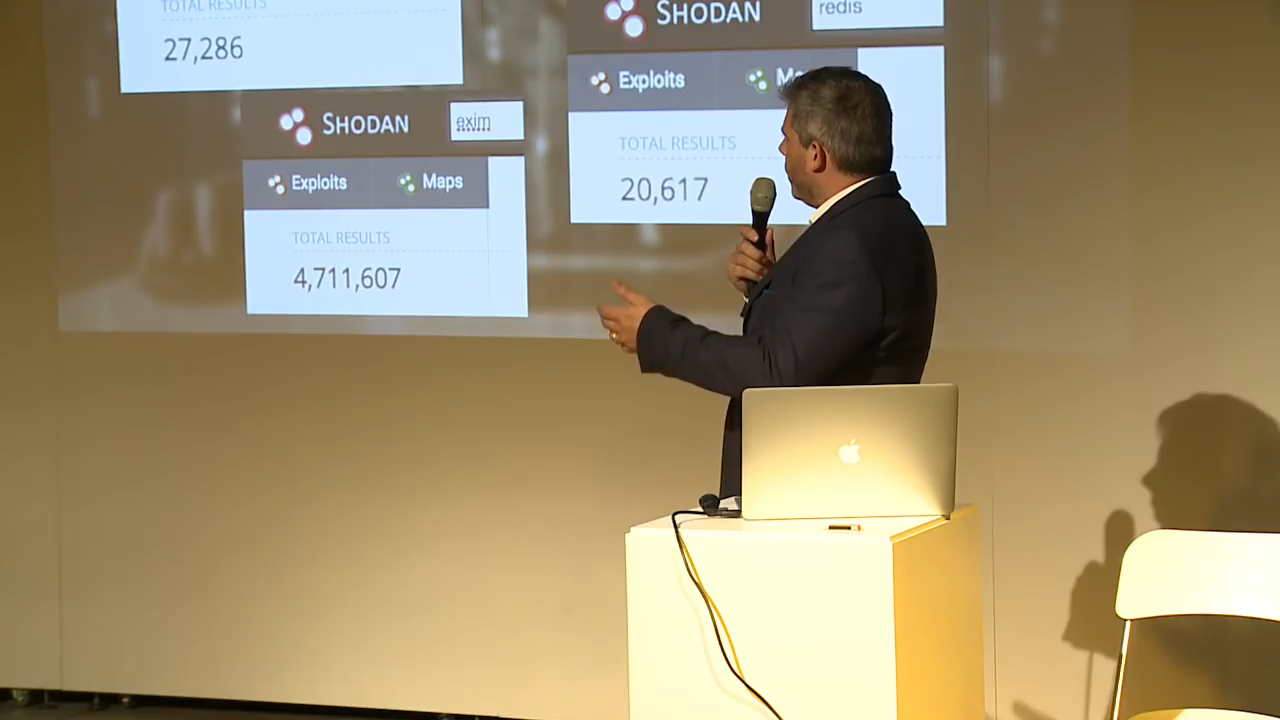 TOTAL RESULTS
27,286
SHODAN
exim
Exploits
Maps
TOTAL RESULTS
4,711,607
SHODAN
redis
Exploits
TOTAL RESULTS
20,617